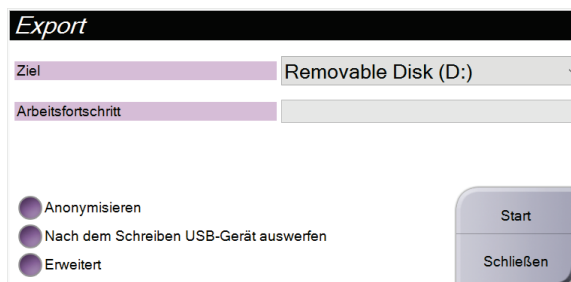 Export
Ziel
Removable Disk (D:)
Arbeitsfortschritt
Anonymisieren
Nach dem Schreiben USB-Gerät auswerfen
Erweitert
Start
Schließen